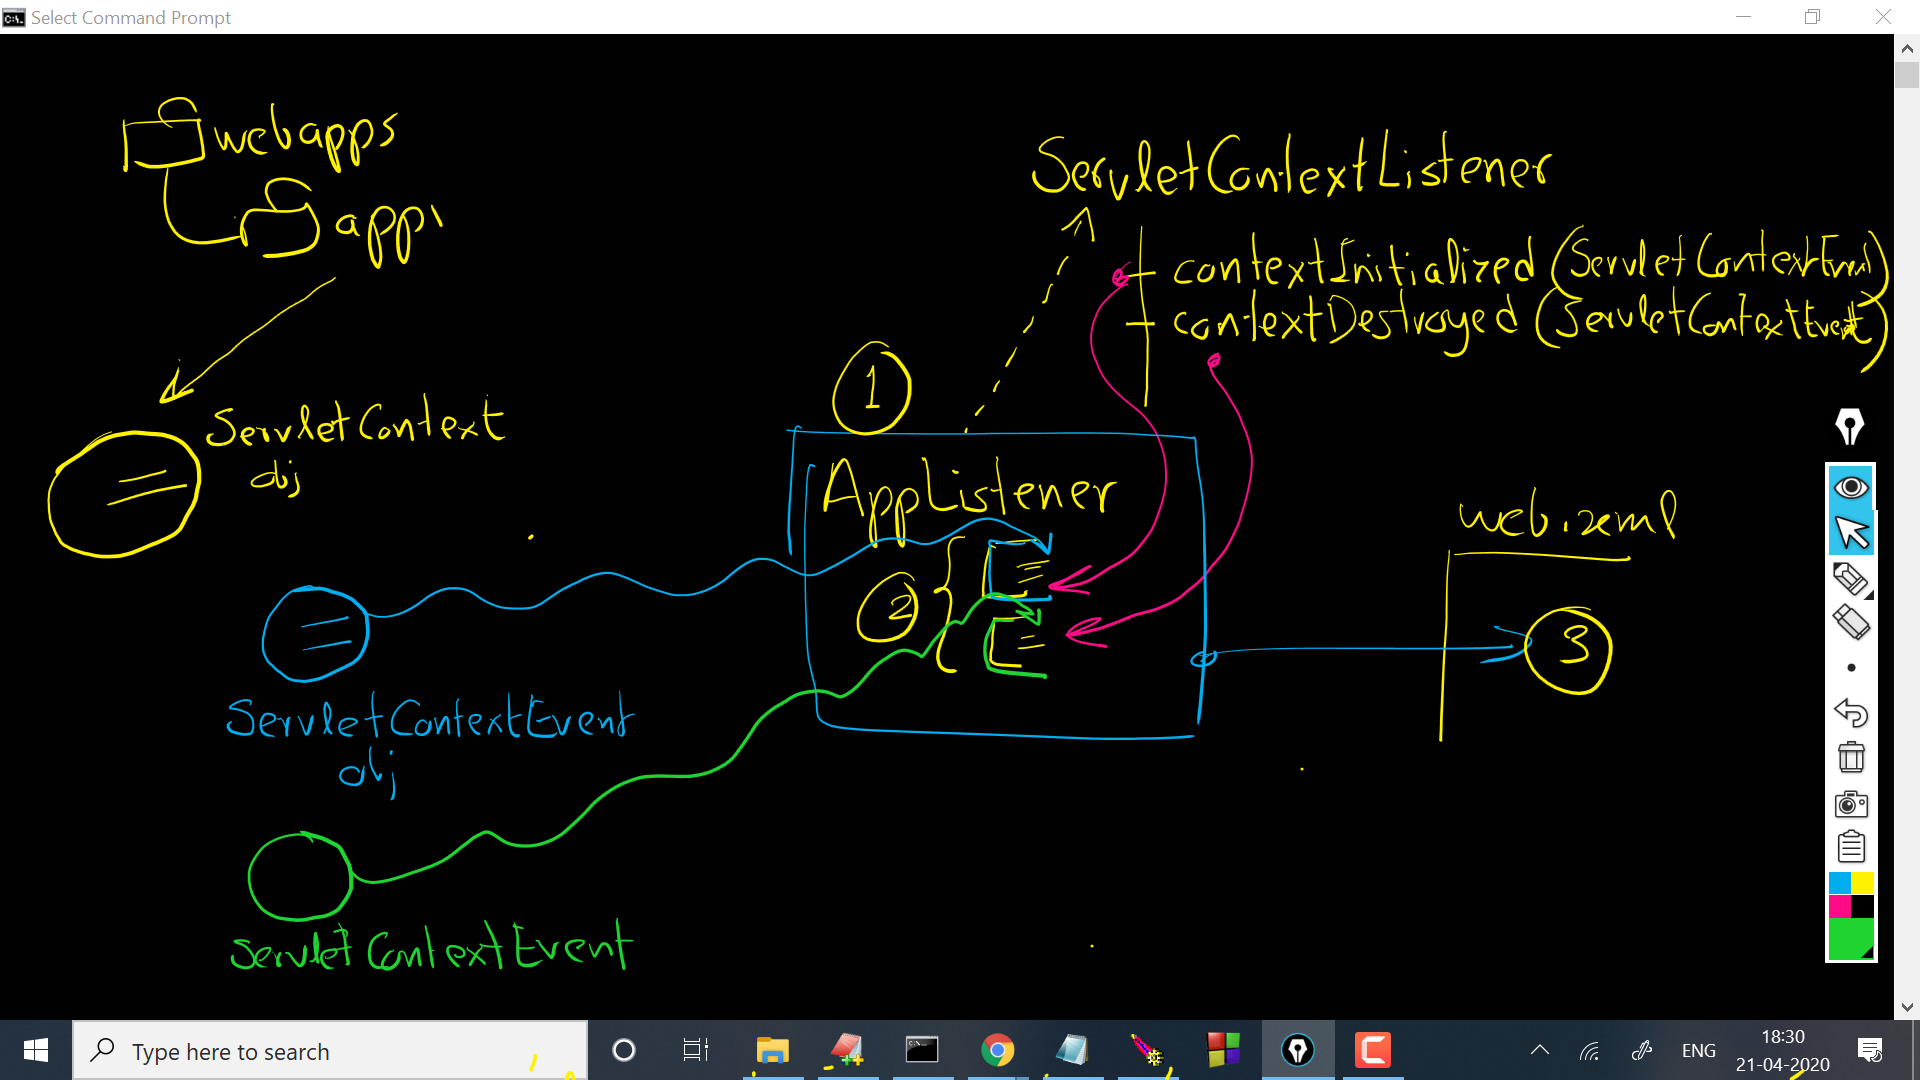 Select Command Prompt
webapps
app1
ServletContextListener
contextInitialized (ServletContextEvent)
contextDestroyed (ServletContextEvent)
1
ServletContext
obj
AppListener
web.xml
2
3
ServletContextEvent
obj
ServletContextEvent
Type here to search
ENG
18:30
21-04-2020